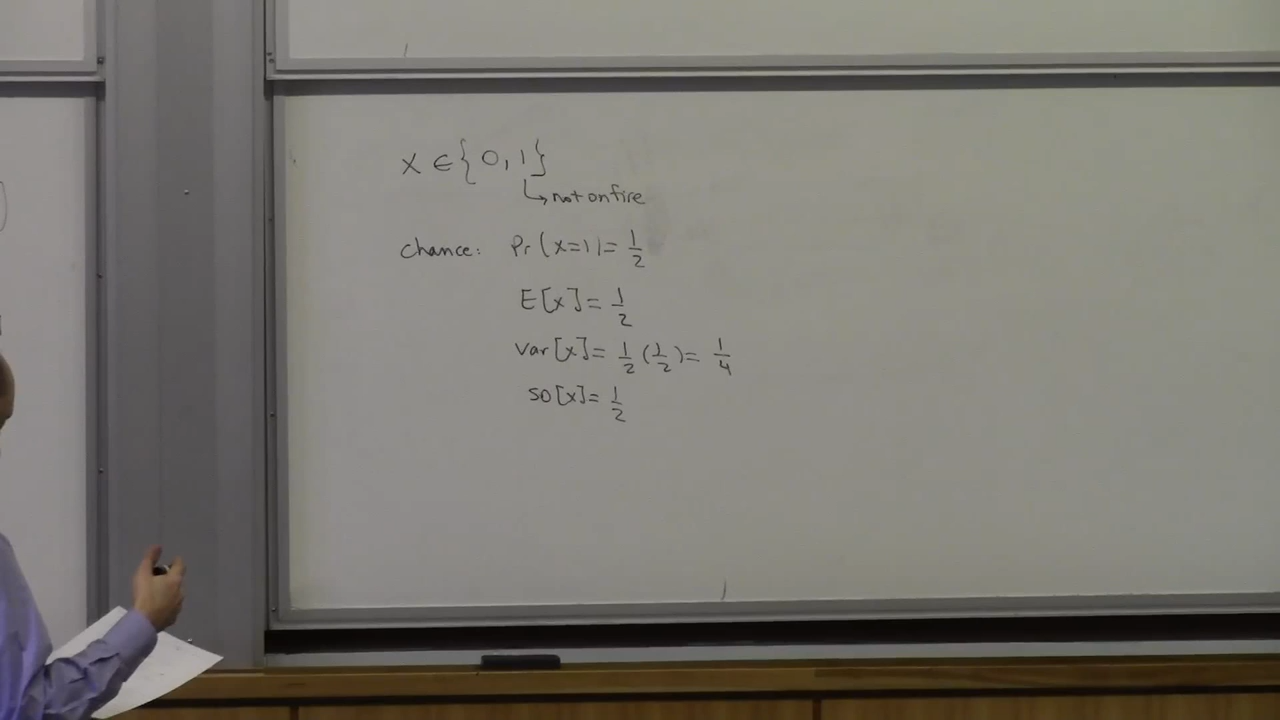 X ∈ {0,1}
↳ not on fire
Chance: Pr(X=1)= 1/2
E[X]= 1/2
Var[X]= 1/2 (1/2)= 1/4
SD[X]= 1/2